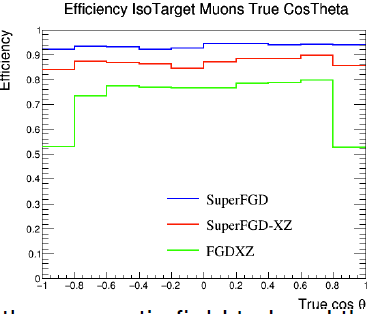 Efficiency IsoTarget Muons True CosTheta
Efficiency
1
0.9
0.8
0.7
0.6
0.5
0.4
0.3
0.2
0.1
0
SuperFGD
SuperFGD-XZ
FGDXZ
−1 −0.8 −0.6 −0.4 −0.2 0 0.2 0.4 0.6 0.8 1
True cos θ